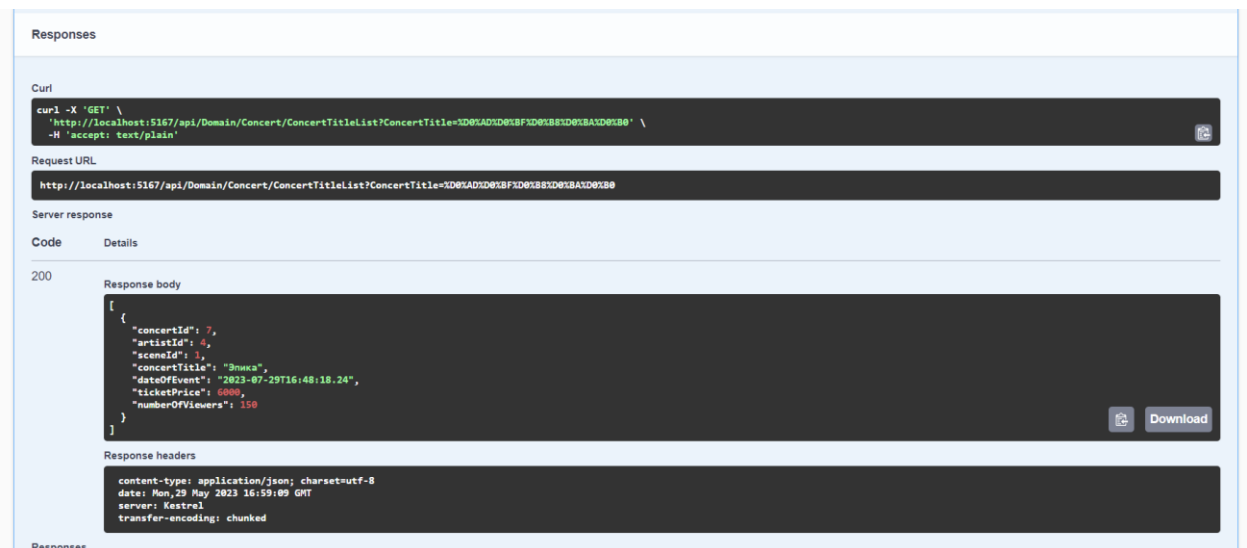 Responses
Curl
curl -X 'GET' \
'http://localhost:5167/api/Domain/Concert/ConcertTitleList?ConcertTitle=%D0%AD%D0%BF%D0%B8%D0%BA%D0%B0' \
-H 'accept: text/plain'
Request URL
http://localhost:5167/api/Domain/Concert/ConcertTitleList?ConcertTitle=%D0%AD%D0%BF%D0%B8%D0%BA%D0%B0
Server response
Code Details
200
Response body
[
{
"concertId": 7,
"artistId": 4,
"sceneId": 1,
"concertTitle": "Эпика",
"dateOfEvent": "2023-07-29T16:48:18.24",
"ticketPrice": 6000,
"numberOfViewers": 150
}
]
Download
Response headers
content-type: application/json; charset=utf-8
date: Mon,29 May 2023 16:59:09 GMT
server: Kestrel
transfer-encoding: chunked
Responses